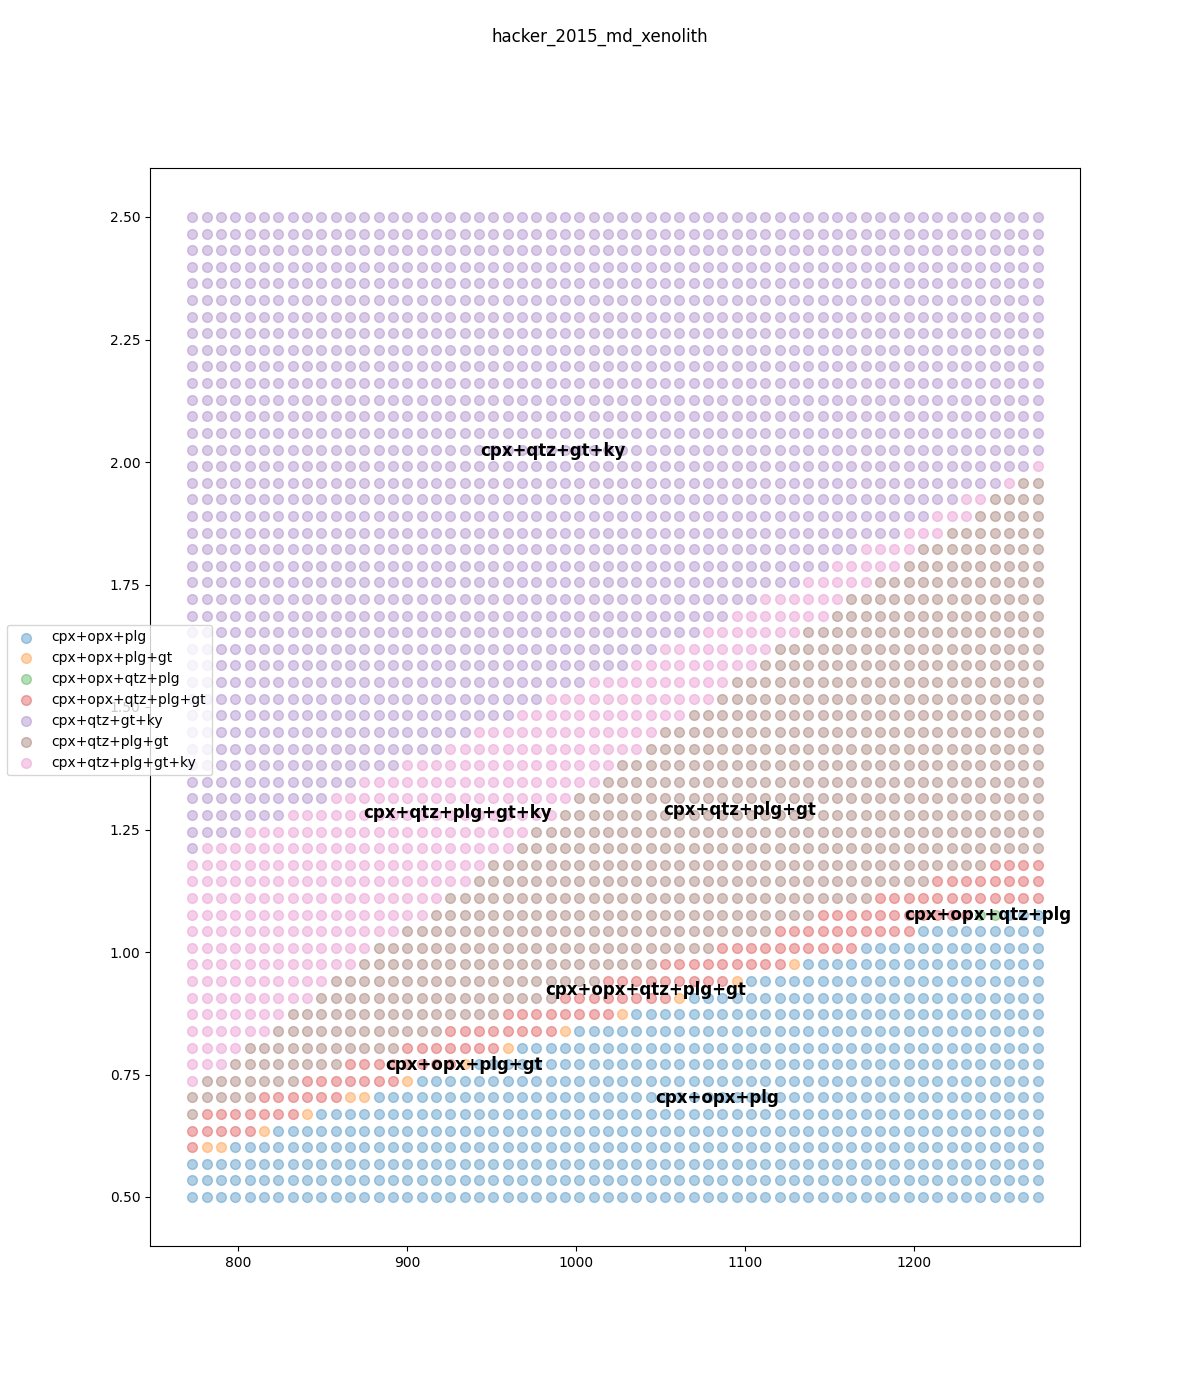 hacker_2015_md_xenolith
2.50
2.25
cpx+qtz+gt+ky
2.00
1.75
cpx+opx+plg
cpx+opx+plg+gt
cpx+opx+qtz+plg
cpx+opx+qtz+plg+gt
1.50
cpx+qtz+gt+ky
cpx+qtz+plg+gt
cpx+qtz+plg+gt+ky
cpx+qtz+plg+gt+ky
cpx+qtz+plg+gt
1.25
cpx+opx+qtz+plg
1.00
cpx+opx+qtz+plg+gt
0.75
cpx+opx+plg+gt
cpx+opx+plg
0.50
800 900 1000 1100 1200